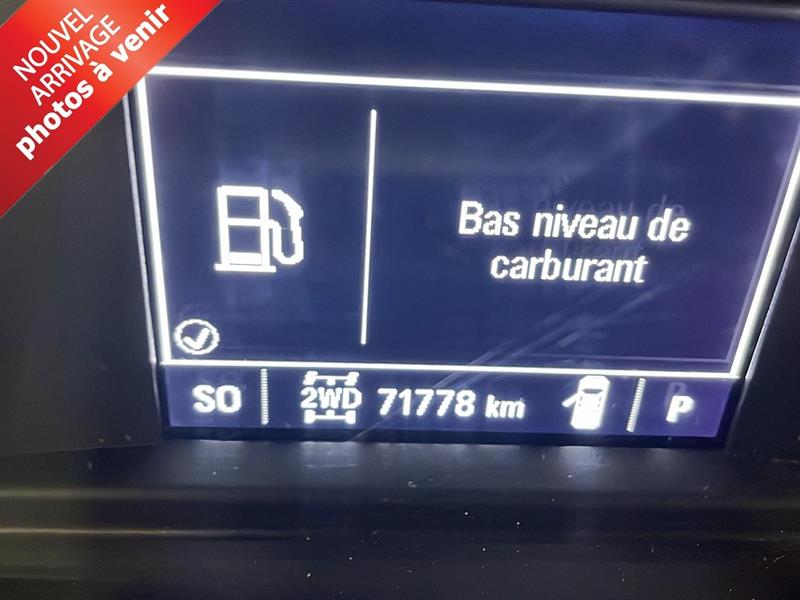 NOUVEL
ARRIVAGE
photos à venir
Bas niveau de
carburant
SO 2WD 71778 km P